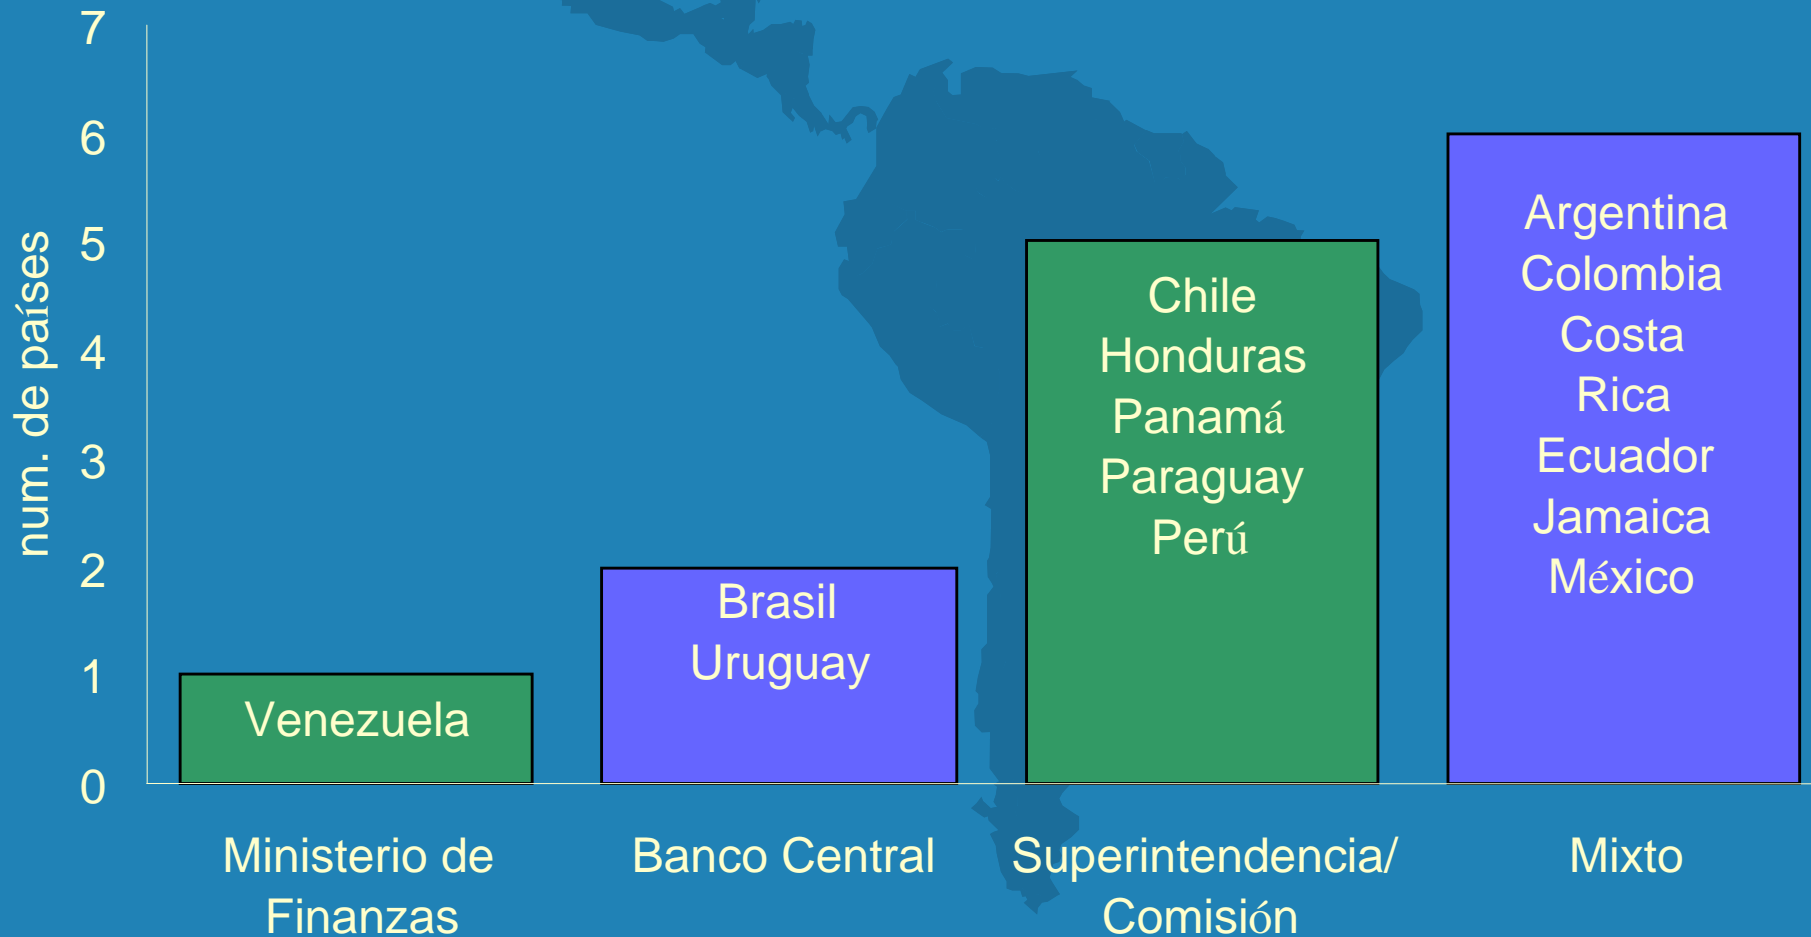 7
6
5
4
3
2
1
0
num. de países
Venezuela
Brasil
Uruguay
Chile
Honduras
Panamá
Paraguay
Perú
Argentina
Colombia
Costa
Rica
Ecuador
Jamaica
México
Ministerio de
Finanzas
Banco Central
Superintendencia/
Comisión
Mixto